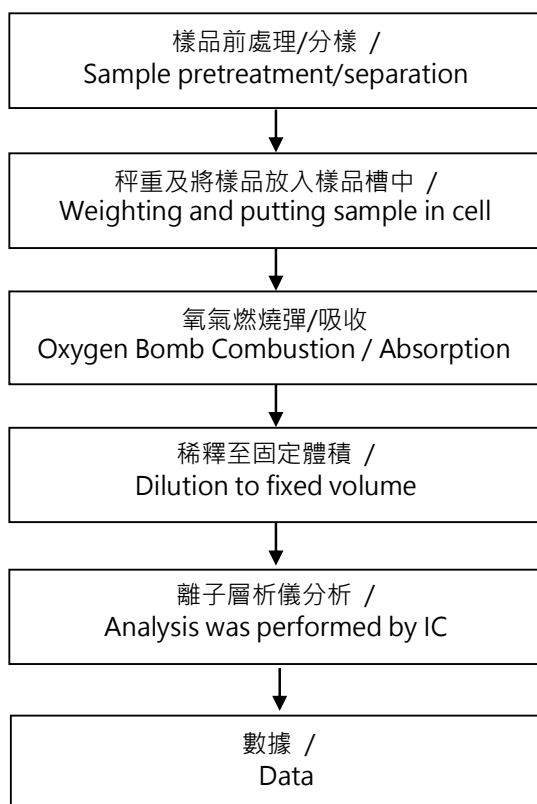 樣品前處理/分樣 /
Sample pretreatment/separation
秤重及將樣品放入樣品槽中 /
Weighting and putting sample in cell
氧氣燃燒彈/吸收
Oxygen Bomb Combustion / Absorption
稀釋至固定體積 /
Dilution to fixed volume
離子層析儀分析 /
Analysis was performed by IC
數據 /
Data